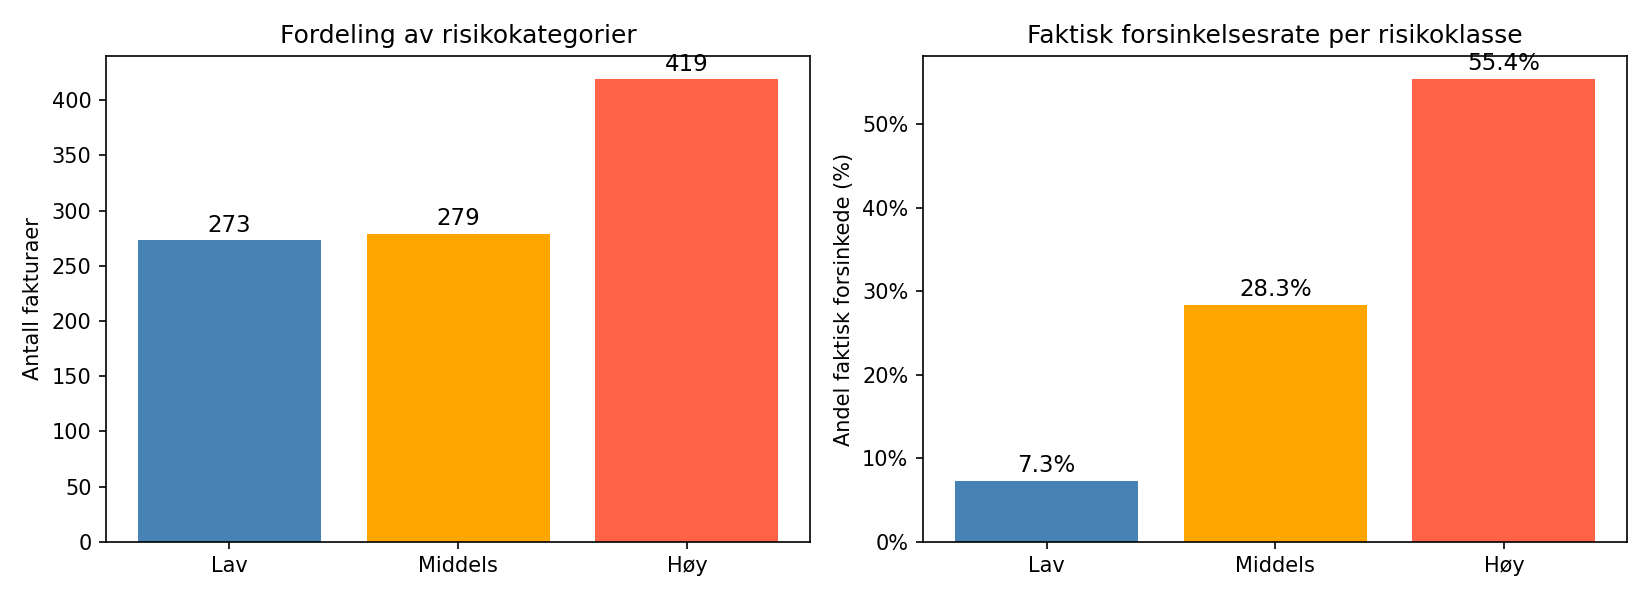 Fordeling av risikokategorier
Antall fakturaer
400
350
300
250
200
150
100
50
0
273
279
419
Lav
Middels
Høy
Faktisk forsinkelsesrate per risikoklasse
Andel faktisk forsinkede (%)
50%
40%
30%
20%
10%
0%
7.3%
28.3%
55.4%
Lav
Middels
Høy